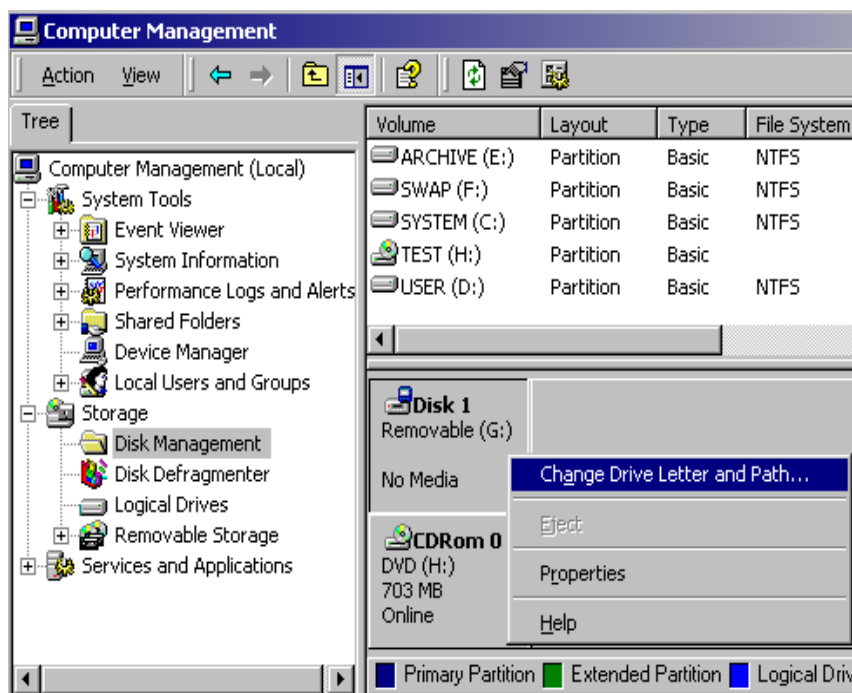 Computer Management
Action View
Tree
Computer Management (Local)
System Tools
Event Viewer
System Information
Performance Logs and Alerts
Shared Folders
Device Manager
Local Users and Groups
Storage
Disk Management
Disk Defragmenter
Logical Drives
Removable Storage
Services and Applications
Volume Layout Type File System
ARCHIVE (E:) Partition Basic NTFS
SWAP (F:) Partition Basic NTFS
SYSTEM (C:) Partition Basic NTFS
TEST (H:) Partition Basic
USER (D:) Partition Basic NTFS
Disk 1
Removable (G:)
No Media
CDRom 0
DVD (H:)
703 MB
Online
Change Drive Letter and Path...
Eject
Properties
Help
Primary Partition Extended Partition Logical Driv